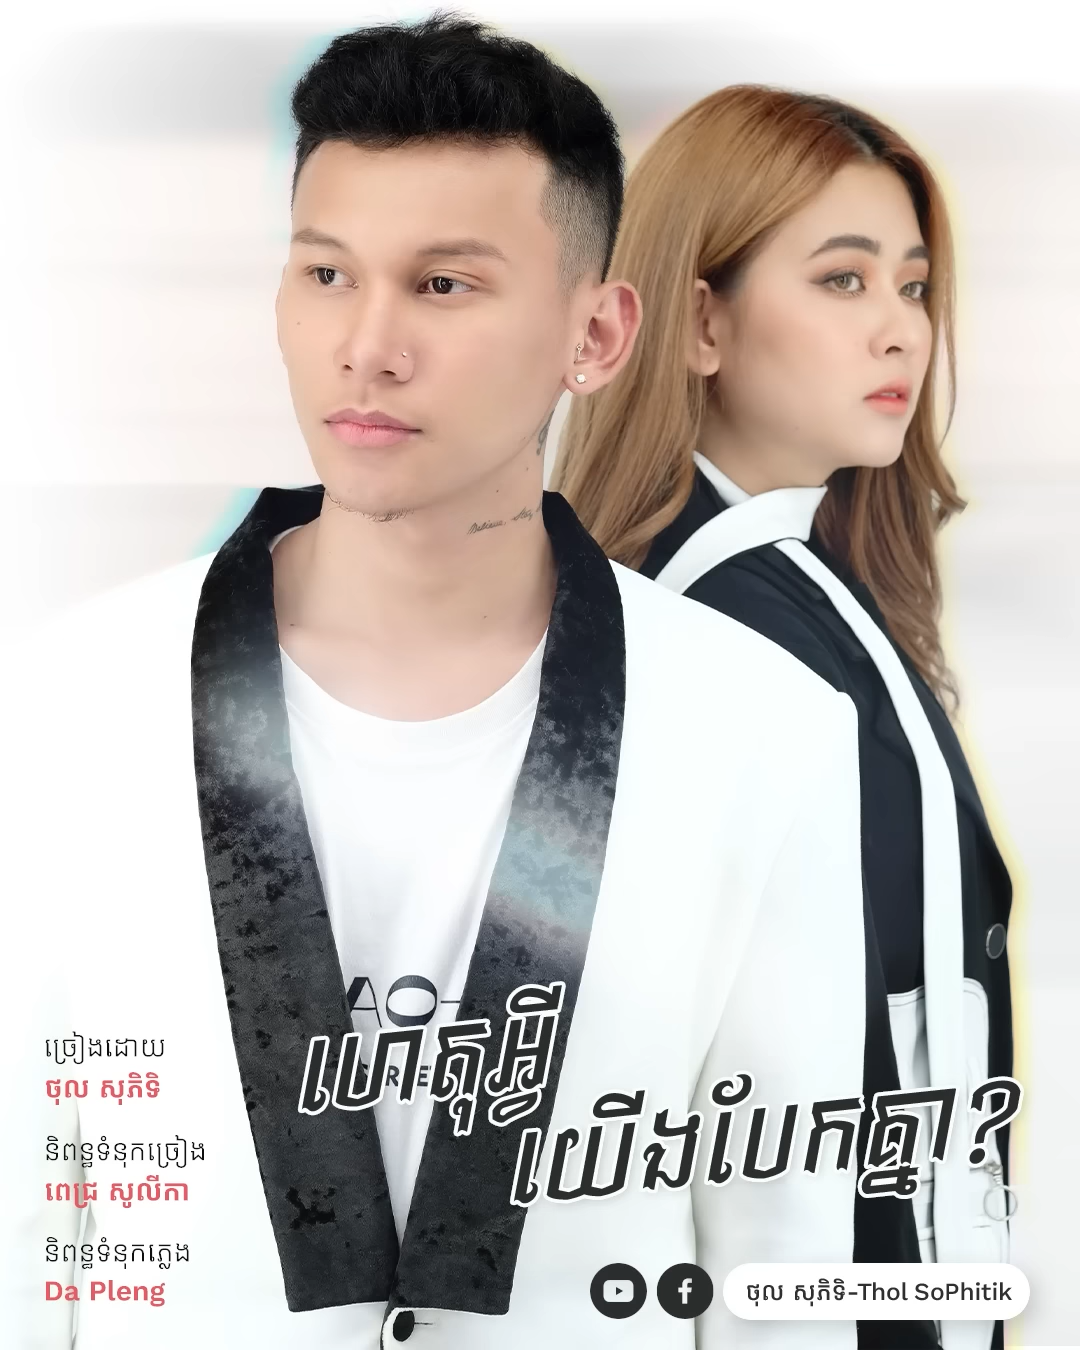 ហេតុអ្វី
យើងបែកគ្នា?
ច្រៀងដោយ
ថុល សុភិទិ
និពន្ធទំនុកច្រៀង
ពេជ្រ សូលីកា
និពន្ធទំនុកភ្លេង
Da Pleng
ថុល សុភិទិ-Thol SoPhitik